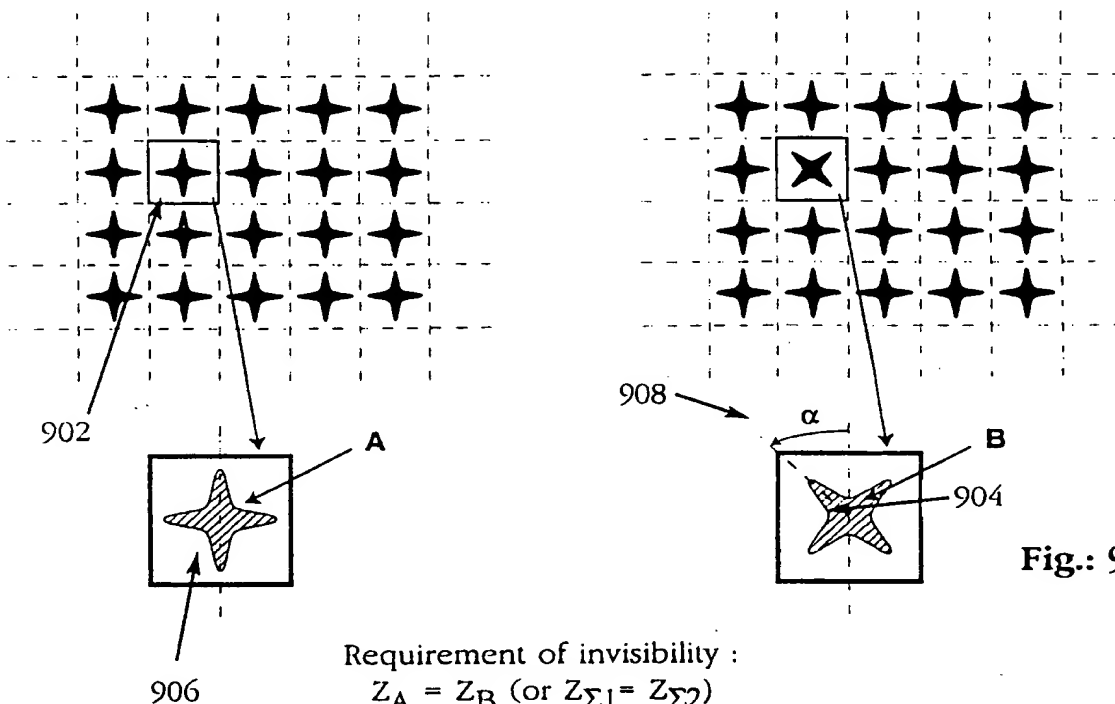 902
A
906
908
α
B
904
Fig.: 9
Requirement of invisibility :
Z_A = Z_B (or Z_Σ1 = Z_Σ2)